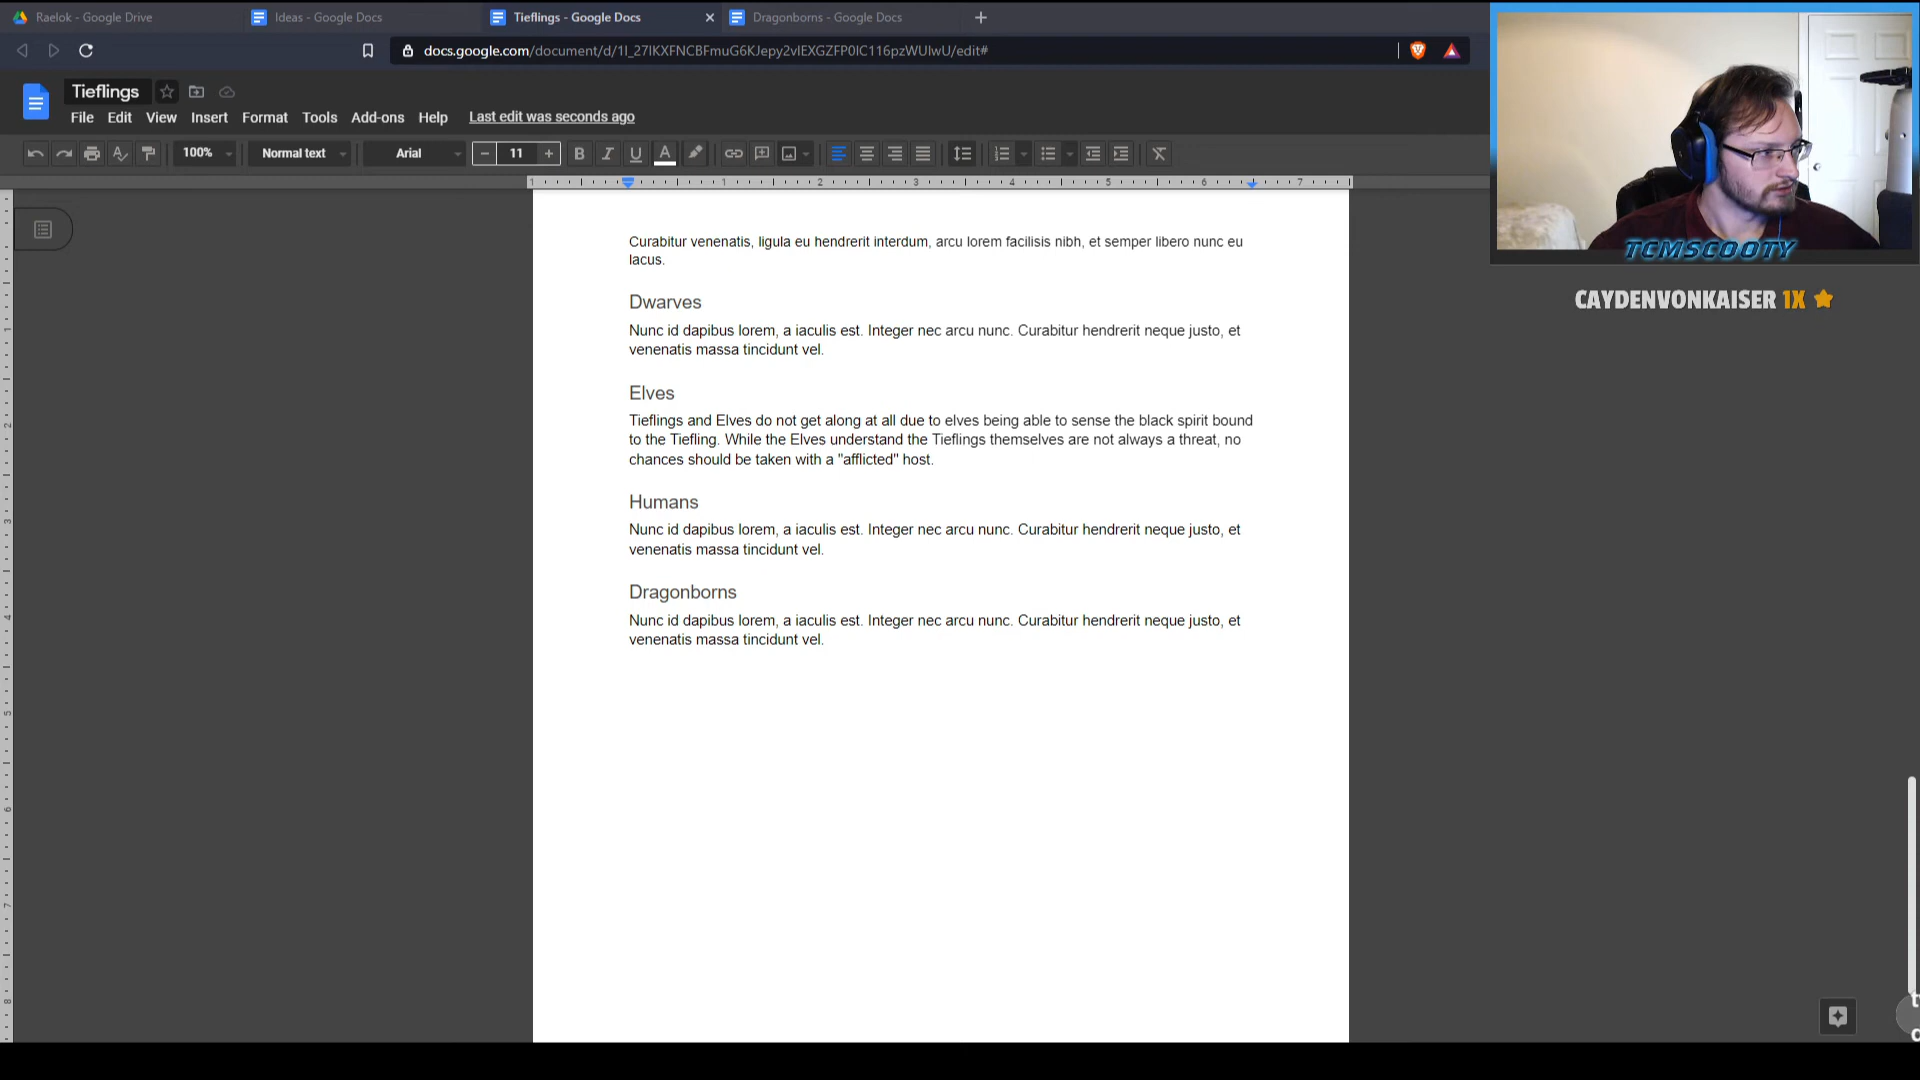 Raelok - Google Drive
Ideas - Google Docs
Tieflings - Google Docs
Dragonborns - Google Docs
docs.google.com/document/d/1I_27IKXFNCBFmuG6KJepy2vIEXGZFP0IC116pzWUIwU/edit#
Tieflings
File Edit View Insert Format Tools Add-ons Help Last edit was seconds ago
100% Normal text Arial 11
1 1 2 3 4 5 6 7
Curabitur venenatis, ligula eu hendrerit interdum, arcu lorem facilisis nibh, et semper libero nunc eu
lacus.
Dwarves
Nunc id dapibus lorem, a iaculis est. Integer nec arcu nunc. Curabitur hendrerit neque justo, et
venenatis massa tincidunt vel.
Elves
Tieflings and Elves do not get along at all due to elves being able to sense the black spirit bound
to the Tiefling. While the Elves understand the Tieflings themselves are not always a threat, no
chances should be taken with a "afflicted" host.
Humans
Nunc id dapibus lorem, a iaculis est. Integer nec arcu nunc. Curabitur hendrerit neque justo, et
venenatis massa tincidunt vel.
Dragonborns
Nunc id dapibus lorem, a iaculis est. Integer nec arcu nunc. Curabitur hendrerit neque justo, et
venenatis massa tincidunt vel.
TCMSCOOTY
CAYDENVONKAISER 1X